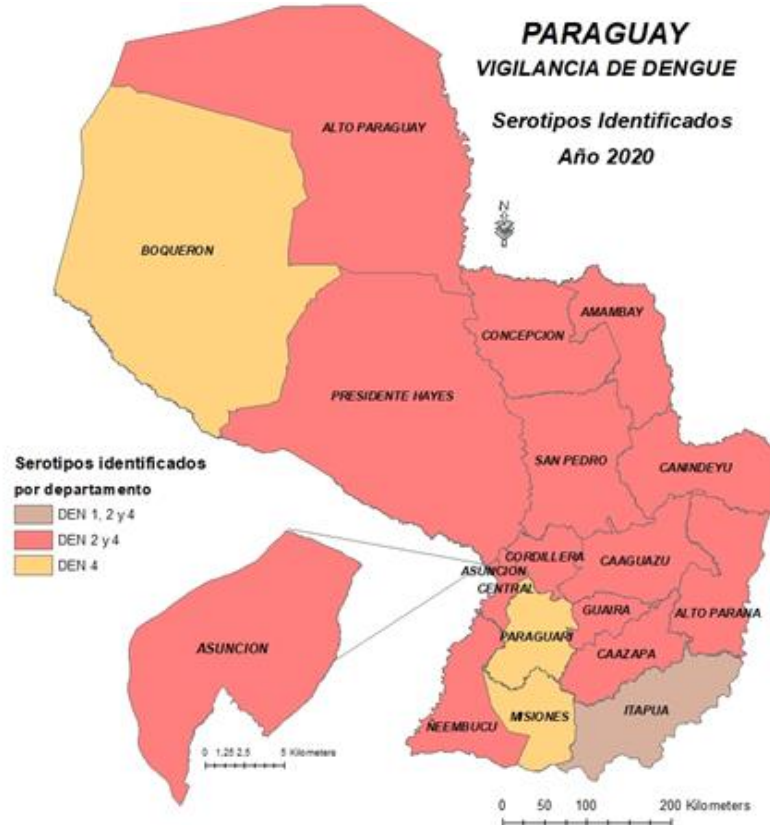 PARAGUAY
VIGILANCIA DE DENGUE
Serotipos Identificados
Año 2020
N
ALTO PARAGUAY
BOQUERON
CONCEPCION
AMAMBAY
PRESIDENTE HAYES
SAN PEDRO
CANINDEYU
Serotipos identificados
por departamento
DEN 1, 2 y 4
DEN 2 y 4
DEN 4
CORDILLERA
CAAGUAZU
ASUNCION
CENTRAL
GUAIRA
ALTO PARANA
PARAGUARI
CAAZAPA
ASUNCION
ITAPUA
MISIONES
ÑEEMBUCU
0 1,25 2,5 5 Kilometers
0 50 100 200 Kilometers